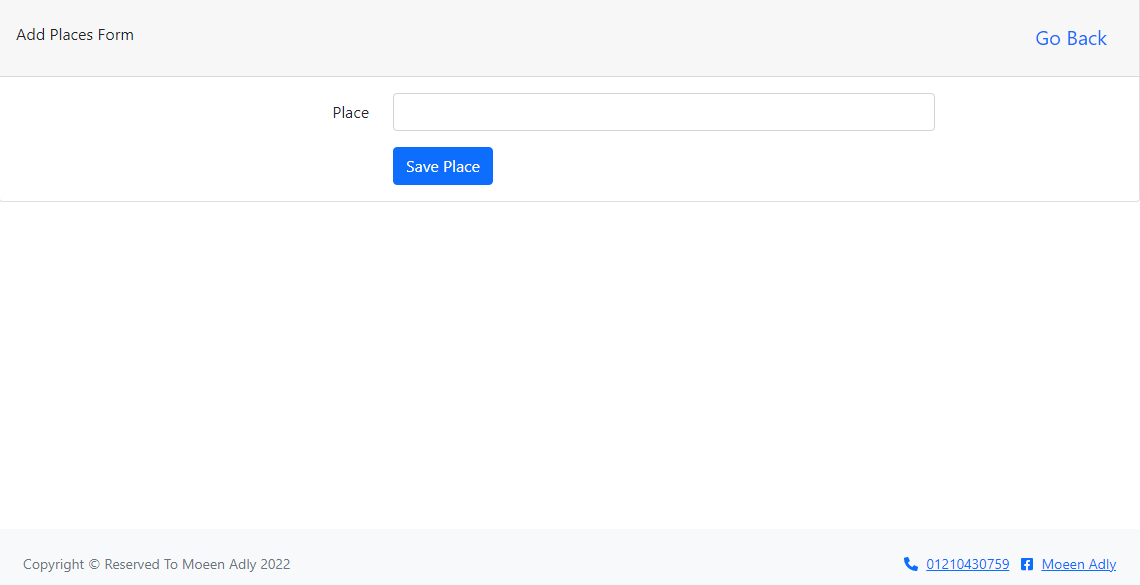 Add Places Form
Go Back
Place
Save Place
Copyright © Reserved To Moeen Adly 2022
01210430759 Moeen Adly